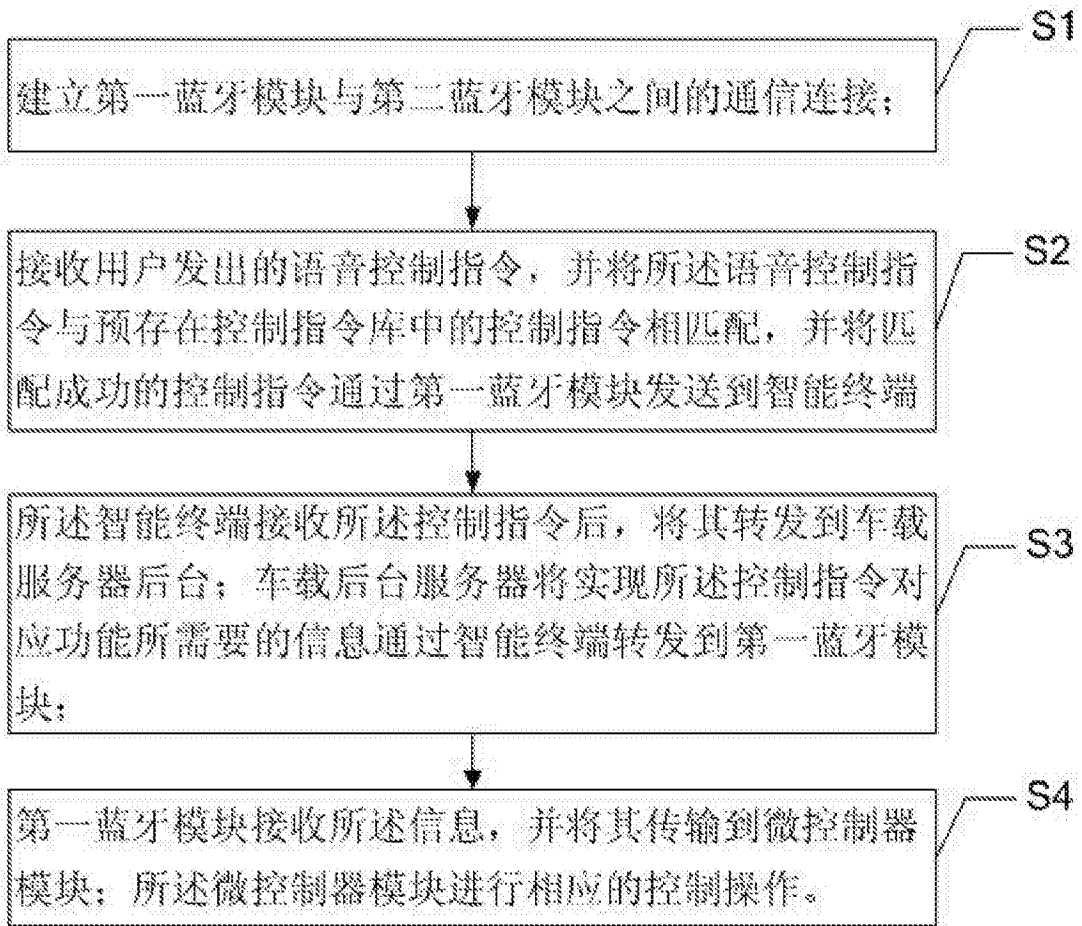 S1
建立第一蓝牙模块与第二蓝牙模块之间的通信连接；
S2
接收用户发出的语音控制指令，并将所述语音控制指
令与预存在控制指令库中的控制指令相匹配，并将匹
配成功的控制指令通过第一蓝牙模块发送到智能终端
S3
所述智能终端接收所述控制指令后，将其转发到车载
服务器后台；车载后台服务器将实现所述控制指令对
应功能所需要的信息通过智能终端转发到第一蓝牙模
块；
S4
第一蓝牙模块接收所述信息，并将其传输到微控制器
模块；所述微控制器模块进行相应的控制操作。